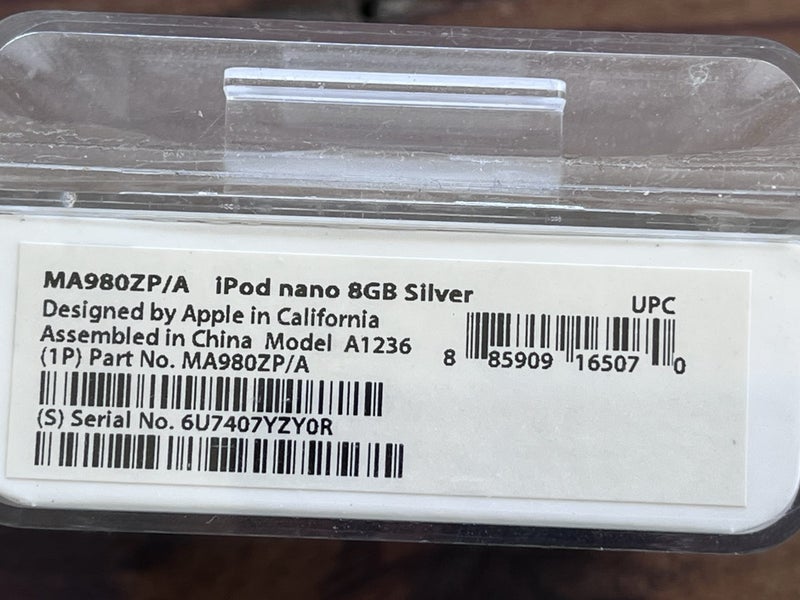 MA980ZP/A iPod nano 8GB Silver
Designed by Apple in California
Assembled in China Model A1236
(1P) Part No. MA980ZP/A
(S) Serial No. 6U7407YZY0R
UPC
8 85909 16507 0